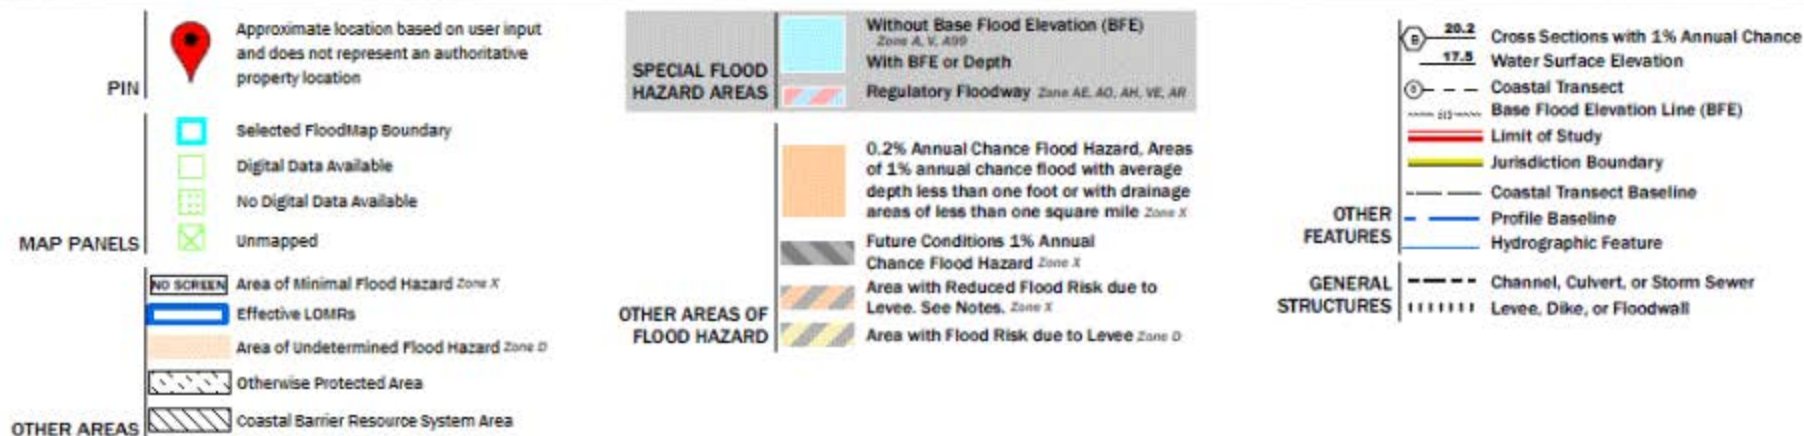 PIN
Approximate location based on user input
and does not represent an authoritative
property location
MAP PANELS
Selected FloodMap Boundary
Digital Data Available
No Digital Data Available
Unmapped
OTHER AREAS
NO SCREEN Area of Minimal Flood Hazard Zone X
Effective LOMRs
Area of Undetermined Flood Hazard Zone D
Otherwise Protected Area
Coastal Barrier Resource System Area
SPECIAL FLOOD
HAZARD AREAS
Without Base Flood Elevation (BFE)
Zone A, V, A99
With BFE or Depth
Regulatory Floodway Zone AE, AO, AH, VE, AR
OTHER AREAS OF
FLOOD HAZARD
0.2% Annual Chance Flood Hazard, Areas
of 1% annual chance flood with average
depth less than one foot or with drainage
areas of less than one square mile Zone X
Future Conditions 1% Annual
Chance Flood Hazard Zone X
Area with Reduced Flood Risk due to
Levee. See Notes. Zone X
Area with Flood Risk due to Levee Zone D
OTHER
FEATURES
B 20.2 Cross Sections with 1% Annual Chance
17.5 Water Surface Elevation
8 Coastal Transect
513 Base Flood Elevation Line (BFE)
Limit of Study
Jurisdiction Boundary
Coastal Transect Baseline
Profile Baseline
Hydrographic Feature
GENERAL
STRUCTURES
Channel, Culvert, or Storm Sewer
Levee, Dike, or Floodwall